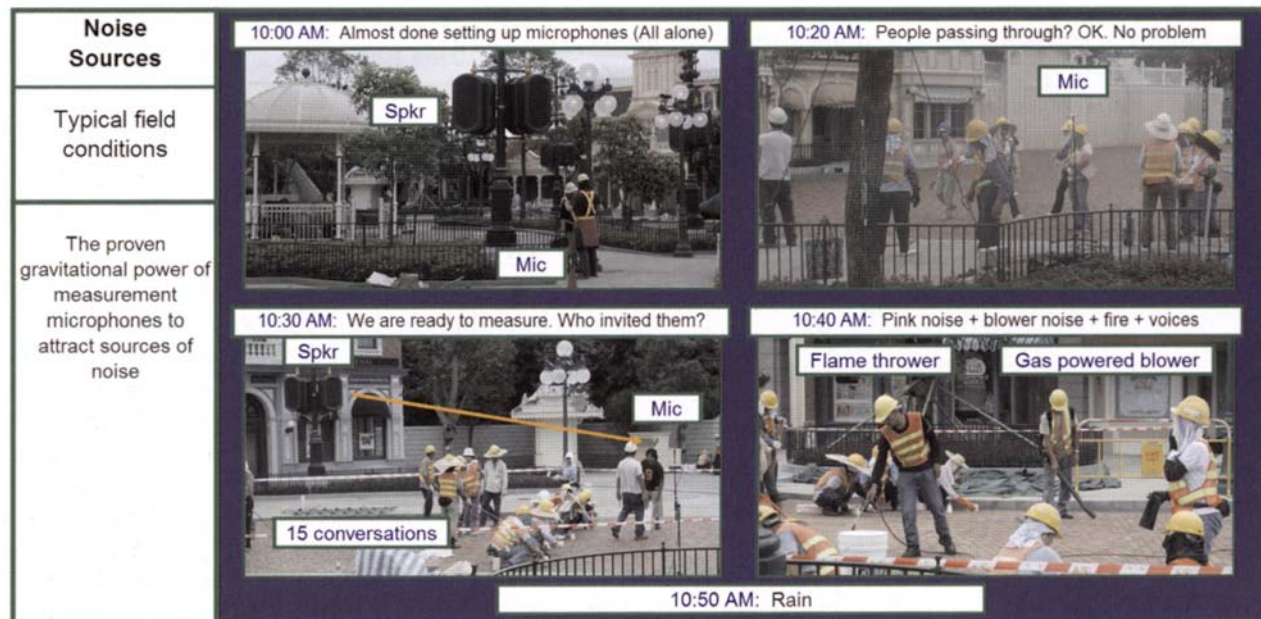 Noise
Sources
Typical field
conditions
The proven
gravitational power of
measurement
microphones to
attract sources of
noise
10:00 AM: Almost done setting up microphones (All alone)
Spkr
Mic
10:20 AM: People passing through? OK. No problem
Mic
10:30 AM: We are ready to measure. Who invited them?
Spkr
Mic
15 conversations
10:40 AM: Pink noise + blower noise + fire + voices
Flame thrower
Gas powered blower
10:50 AM: Rain